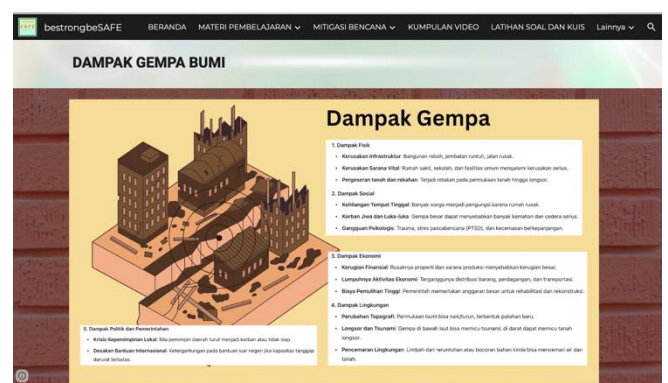 SAFE
bestrongbeSAFE
BERANDA
MATERI PEMBELAJARAN
MITIGASI BENCANA
KUMPULAN VIDEO
LATIHAN SOAL DAN KUIS
Lainnya
DAMPAK GEMPA BUMI
Dampak Gempa
1. Dampak Fisik
• Kerusakan Infrastruktur: Bangunan roboh, jembatan runtuh, jalan rusak.
• Kerusakan Sarana Vital: Rumah sakit, sekolah, dan fasilitas umum mengalami kerusakan serius.
• Pergeseran tanah dan rekahan: Terjadi retakan pada permukaan tanah hingga longsor.
2. Dampak Sosial
• Kehilangan Tempat Tinggal: Banyak warga menjadi pengungsi karena rumah rusak.
• Korban Jiwa dan Luka-luka: Gempa besar dapat menyebabkan banyak kematian dan cedera serius.
• Gangguan Psikologis: Trauma, stres pascabencana (PTSD), dan kecemasan berkepanjangan.
3. Dampak Ekonomi
• Kerugian Finansial: Rusaknya properti dan sarana produksi menyebabkan kerugian besar.
• Lumpuhnya Aktivitas Ekonomi: Terganggunya distribusi barang, perdagangan, dan transportasi.
• Biaya Pemulihan Tinggi: Pemerintah memerlukan anggaran besar untuk rehabilitasi dan rekonstruksi.
4. Dampak Lingkungan
• Perubahan Topografi: Permukaan bumi bisa naik/turun, terbentuk patahan baru.
• Longsor dan Tsunami: Gempa di bawah laut bisa memicu tsunami; di darat dapat memicu tanah
longsor.
• Pencemaran Lingkungan: Limbah dari reruntuhan atau bocoran bahan kimia bisa mencemari air dan
tanah.
5. Dampak Politik dan Pemerintahan
• Krisis Kepemimpinan Lokal: Bila pemimpin daerah turut menjadi korban atau tidak siap.
• Desakan Bantuan Internasional: Ketergantungan pada bantuan luar negeri jika kapasitas tanggap
darurat terbatas.